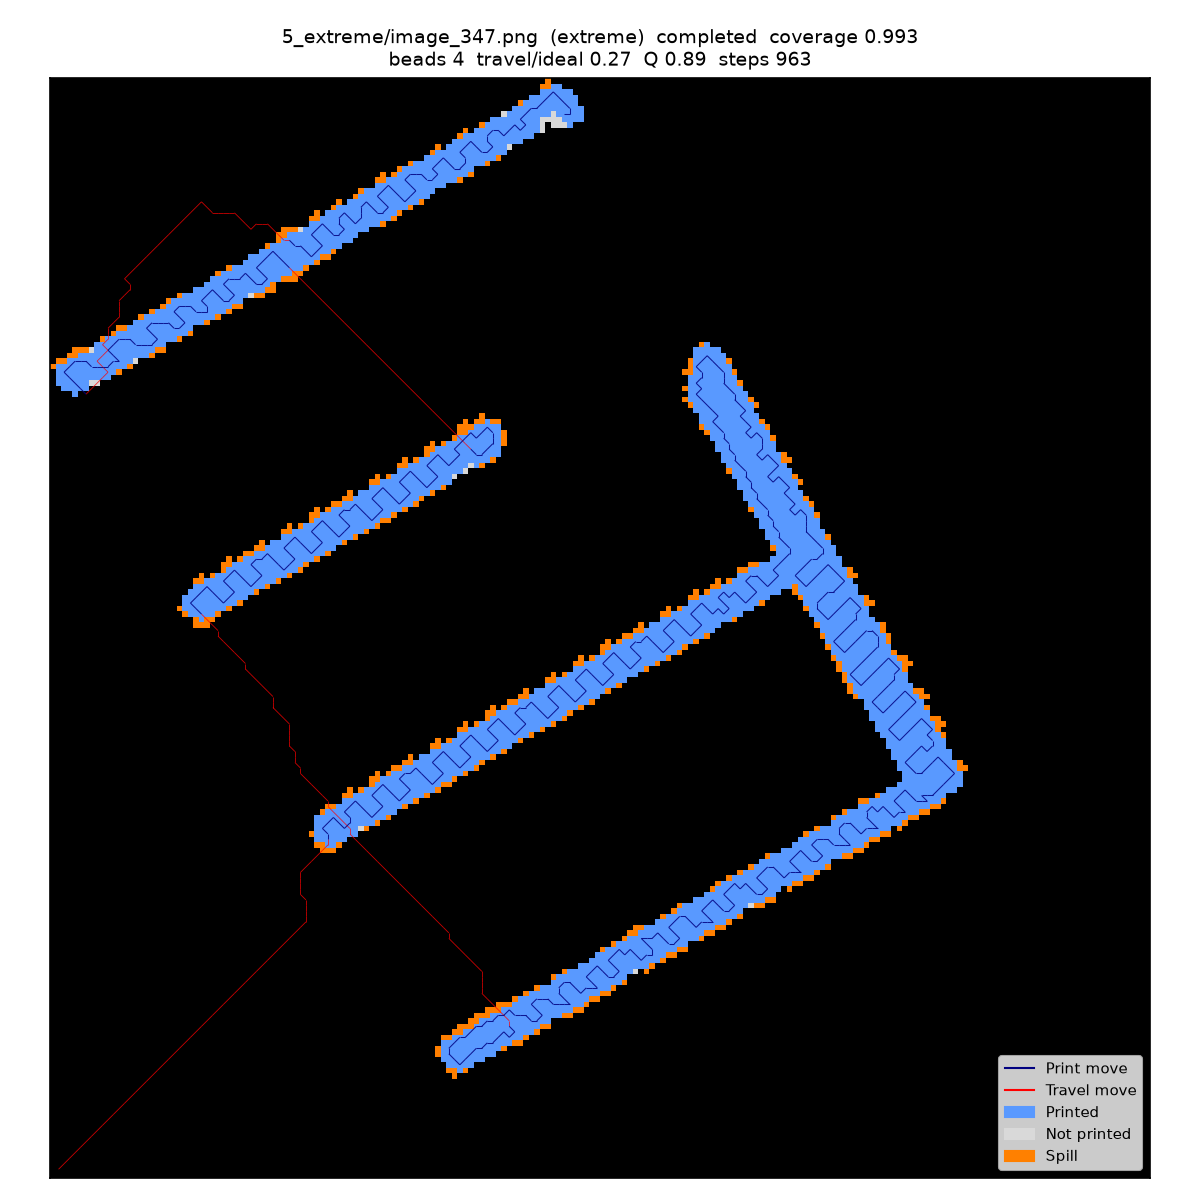 5_extreme/image_347.png  (extreme)  completed  coverage 0.993
beads 4  travel/ideal 0.27  Q 0.89  steps 963
Print move
Travel move
Printed
Not printed
Spill